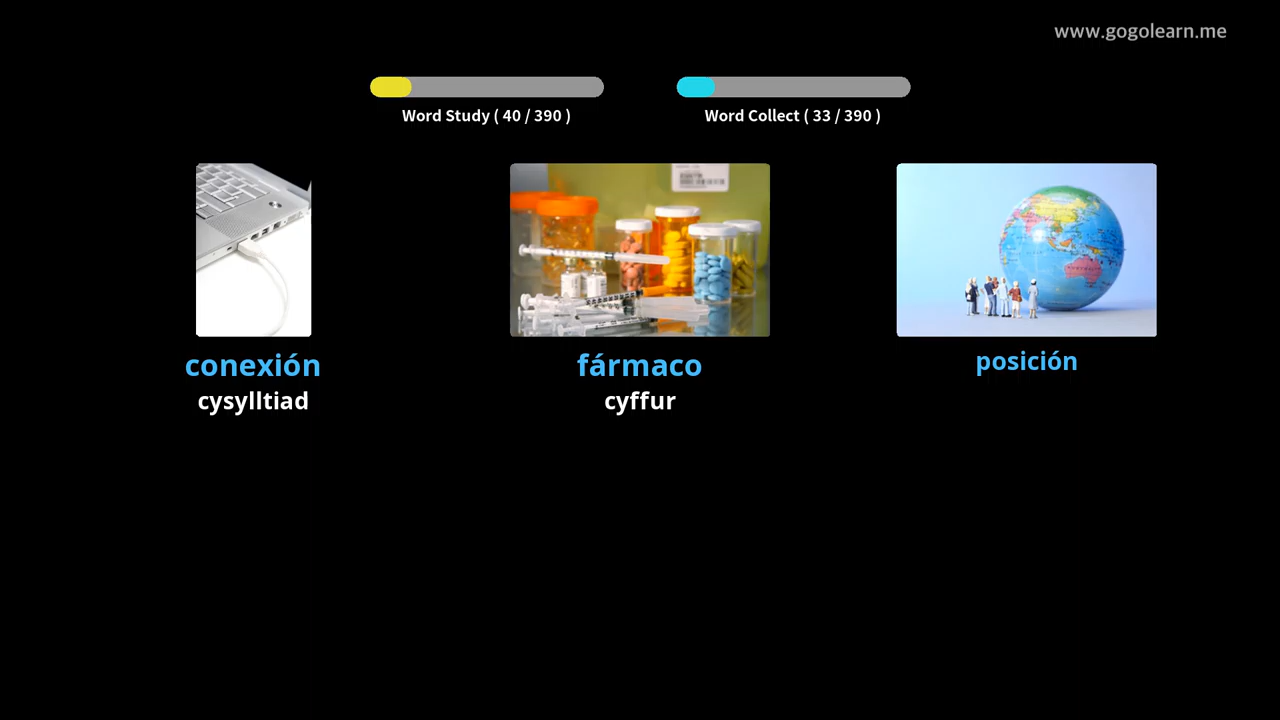 www.gogolearn.me
Word Study ( 40 / 390 )
Word Collect ( 33 / 390 )
conexión
cysylltiad
fármaco
cyffur
posición